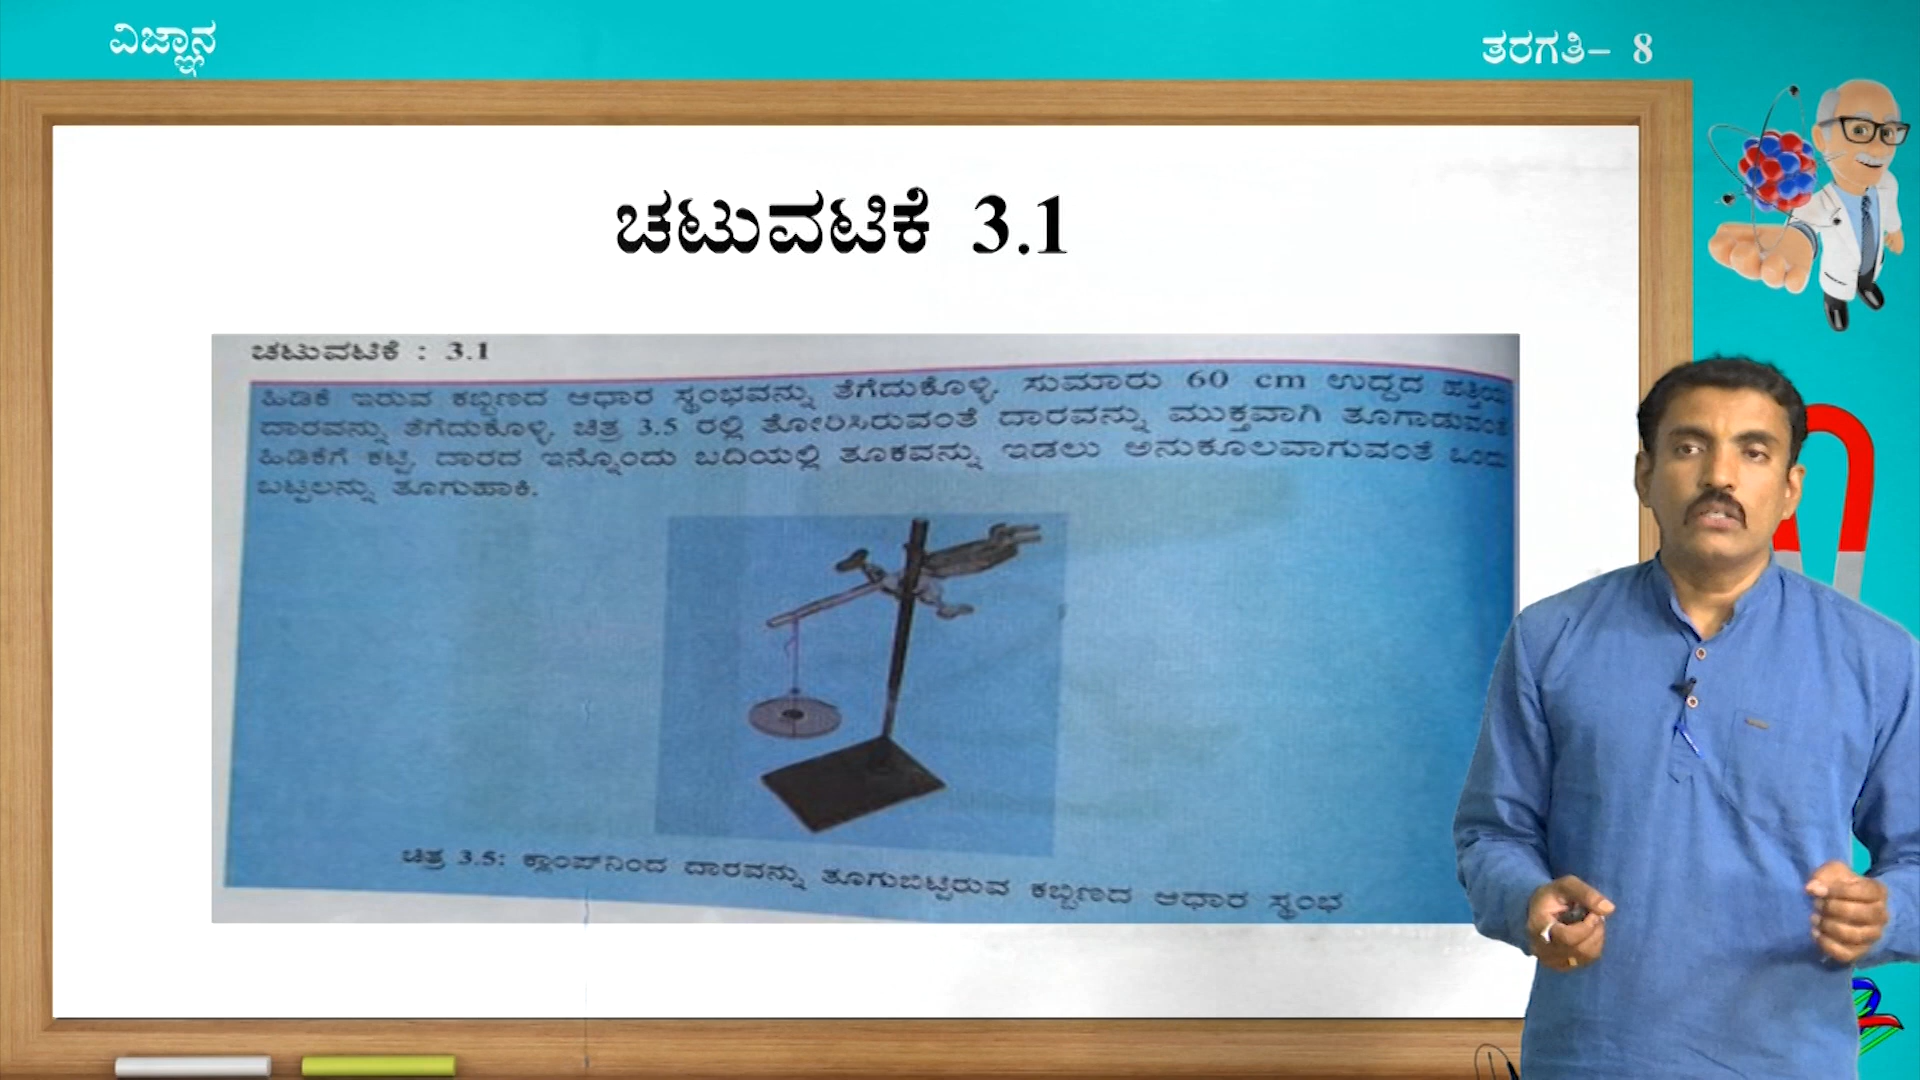 ವಿಜ್ಞಾನ
ತರಗತಿ– 8
ಚಟುವಟಿಕೆ 3.1
ಚಟುವಟಿಕೆ : 3.1
ಹಿಡಿಕೆ ಇರುವ ಕಬ್ಬಿಣದ ಆಧಾರ ಸ್ಥಂಭವನ್ನು ತೆಗೆದುಕೊಳ್ಳಿ. ಸುಮಾರು 60 cm ಉದ್ದದ ಹತ್ತಿಯ
ದಾರವನ್ನು ತೆಗೆದುಕೊಳ್ಳಿ. ಚಿತ್ರ 3.5 ರಲ್ಲಿ ತೋರಿಸಿರುವಂತೆ ದಾರವನ್ನು ಮುಕ್ತವಾಗಿ ತೂಗಾಡುವಂತೆ
ಹಿಡಿಕೆಗೆ ಕಟ್ಟಿ. ದಾರದ ಇನ್ನೊಂದು ಬದಿಯಲ್ಲಿ ತೂಕವನ್ನು ಇಡಲು ಅನುಕೂಲವಾಗುವಂತೆ ಒಂದು
ಬಟ್ಟಲನ್ನು ತೂಗುಹಾಕಿ.
ಚಿತ್ರ 3.5: ಕ್ಲಾಂಪ್‌ನಿಂದ ದಾರವನ್ನು ತೂಗುಬಿಟ್ಟಿರುವ ಕಬ್ಬಿಣದ ಆಧಾರ ಸ್ಥಂಭ